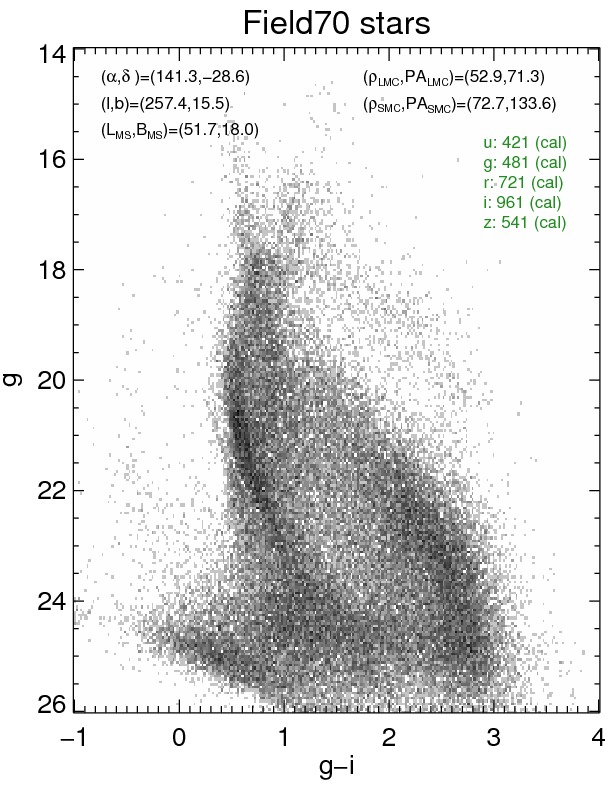 Field70 stars
(α,δ )=(141.3,−28.6)
(ρLMC,PALMC)=(52.9,71.3)
(l,b)=(257.4,15.5)
(ρSMC,PASMC)=(72.7,133.6)
(LMS,BMS)=(51.7,18.0)
u: 421 (cal)
g: 481 (cal)
r: 721 (cal)
i: 961 (cal)
z: 541 (cal)
14
16
18
20
22
24
26
g
−1 0 1 2 3 4
g−i